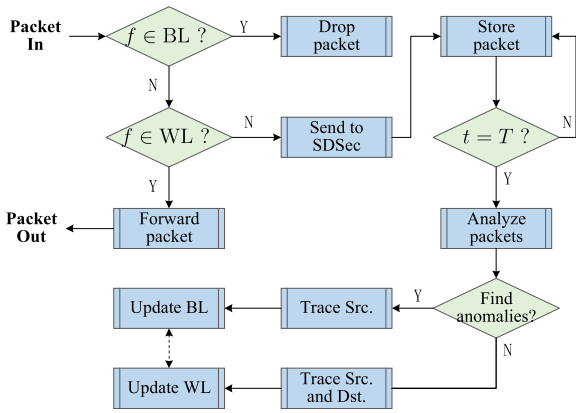 Packet
In
f ∈ BL ?
Y
Drop
packet
Store
packet
N
f ∈ WL ?
N
Send to
SDSec
t = T ?
N
Y
Y
Packet
Out
Forward
packet
Analyze
packets
Update BL
Trace Src.
Y
Find
anomalies?
N
Update WL
Trace Src.
and Dst.